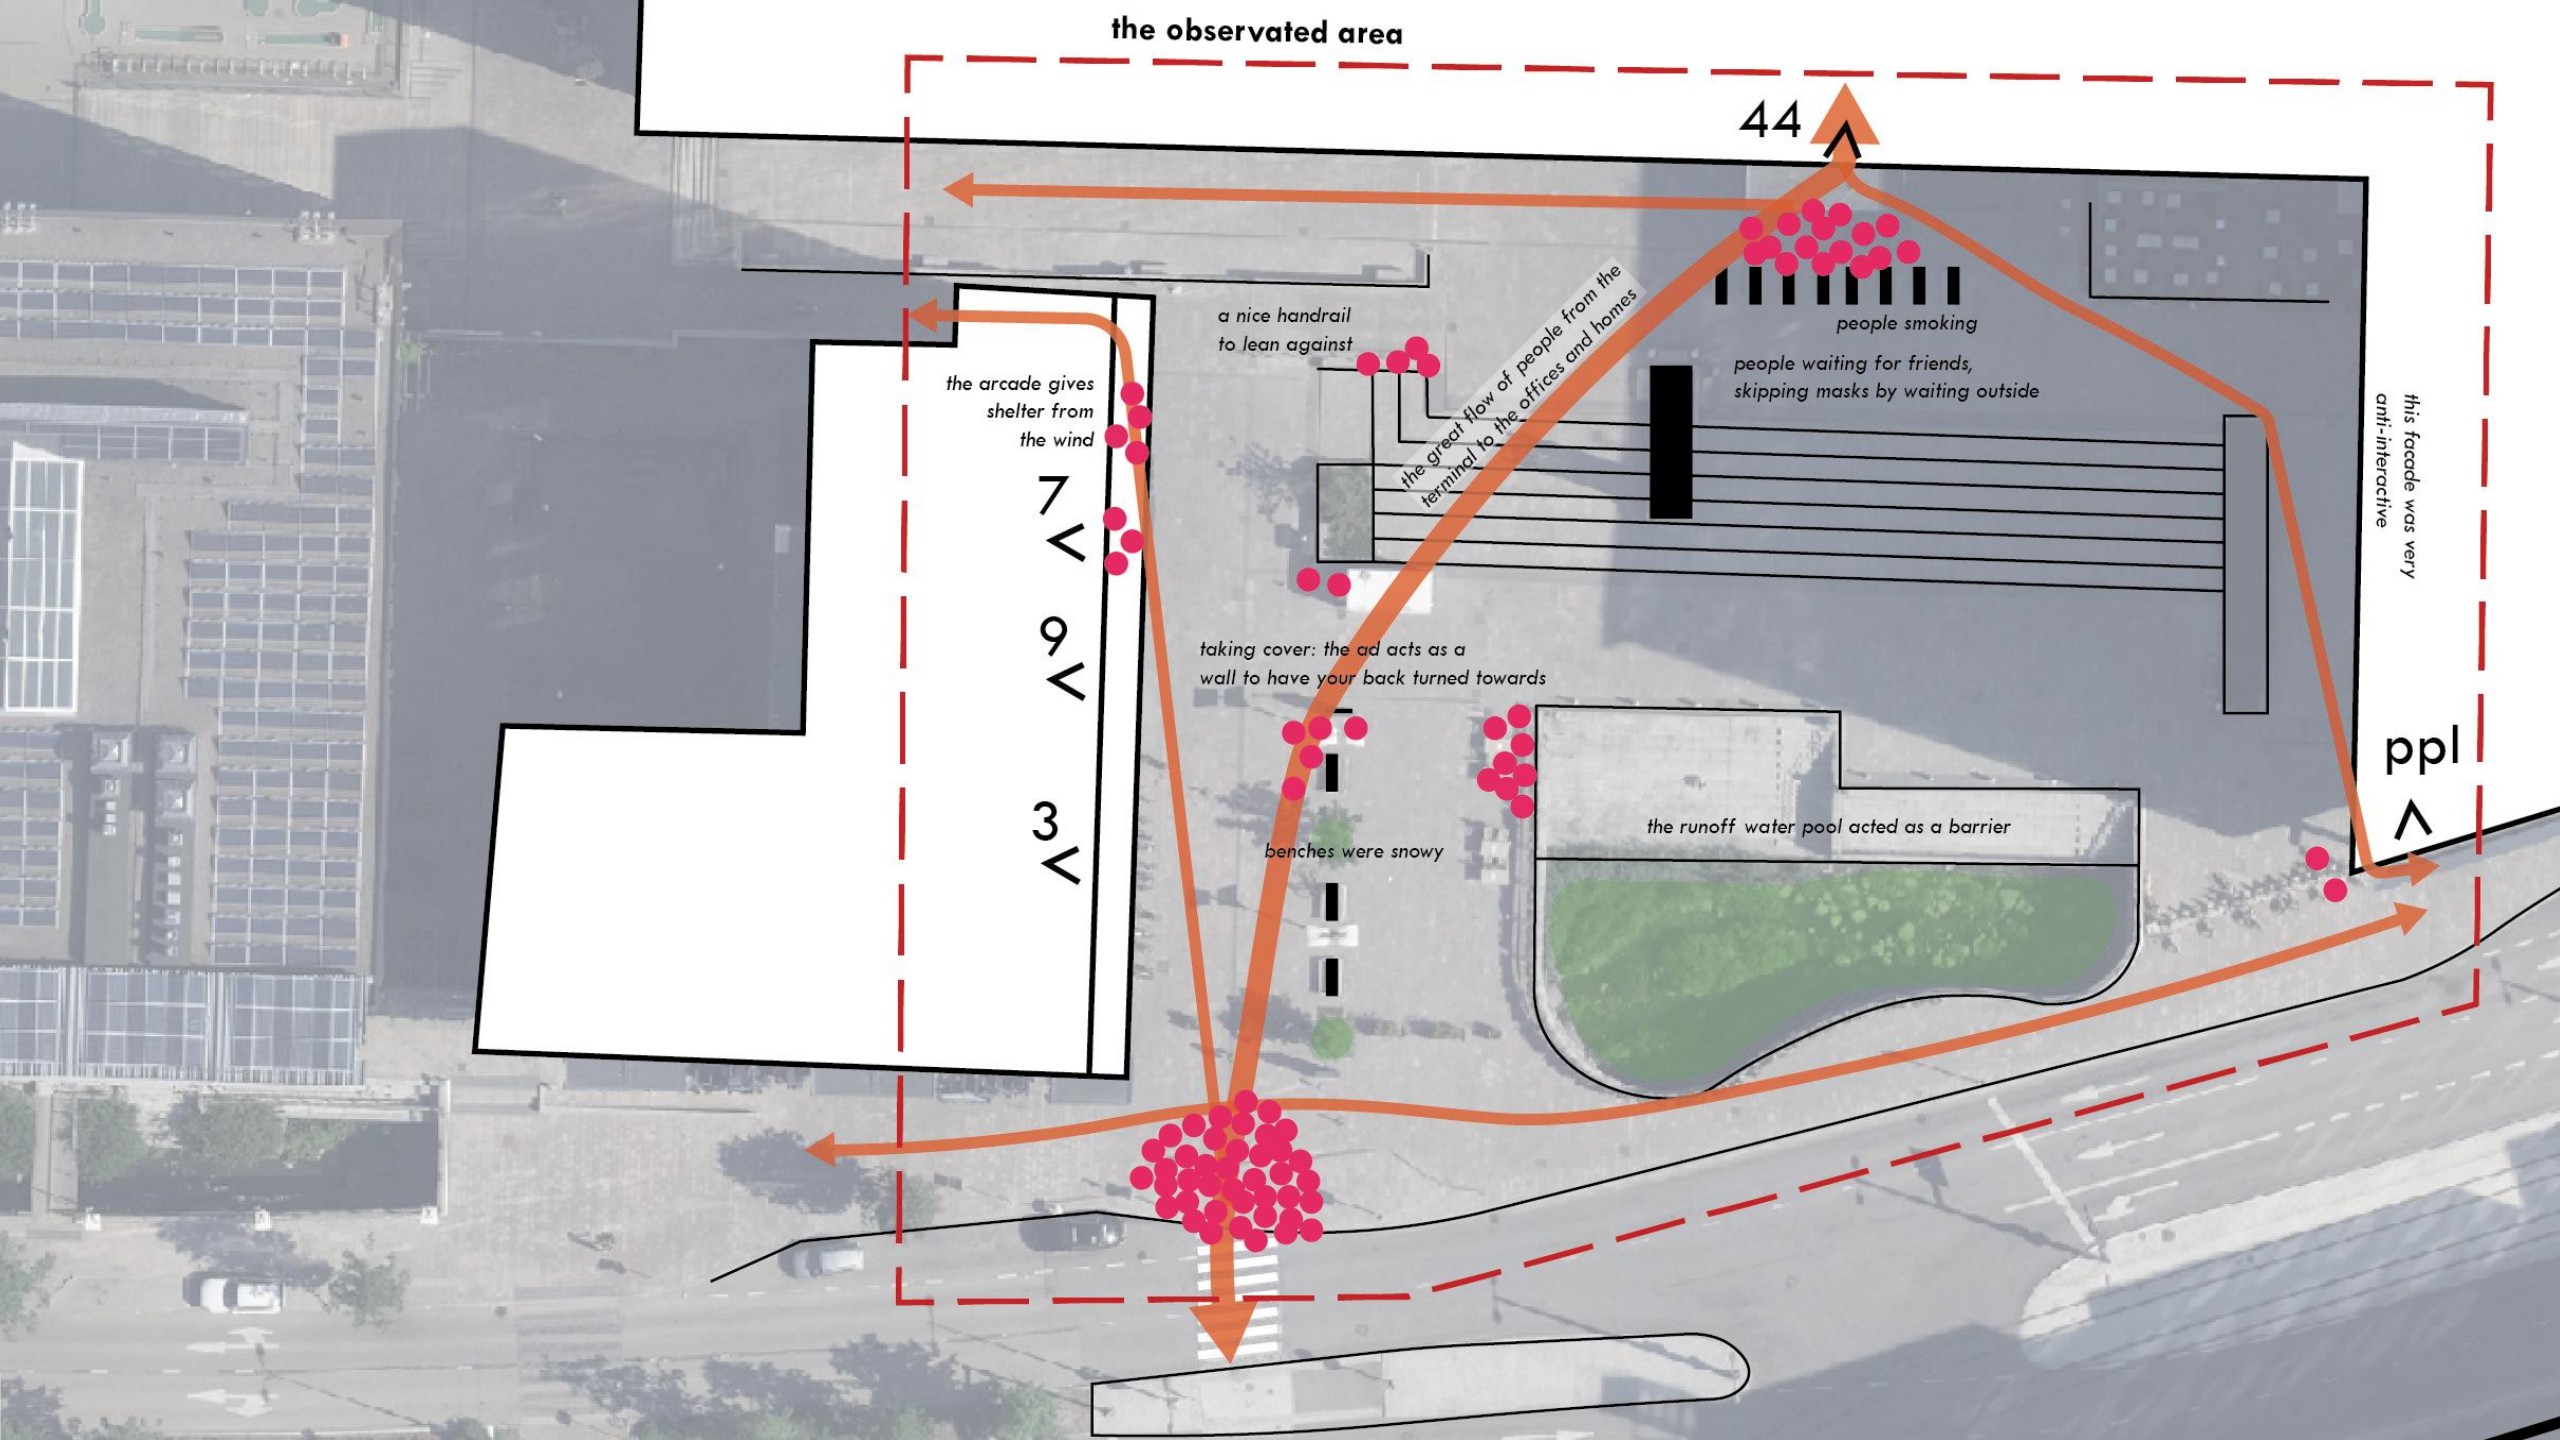 the observated area
44
a nice handrail
to lean against
the great flow of people from the
terminal to the offices and homes
people smoking
people waiting for friends,
skipping masks by waiting outside
the arcade gives
shelter from
the wind
this facade was very
anti-interactive
7
9
taking cover: the ad acts as a
wall to have your back turned towards
ppl
3
the runoff water pool acted as a barrier
benches were snowy